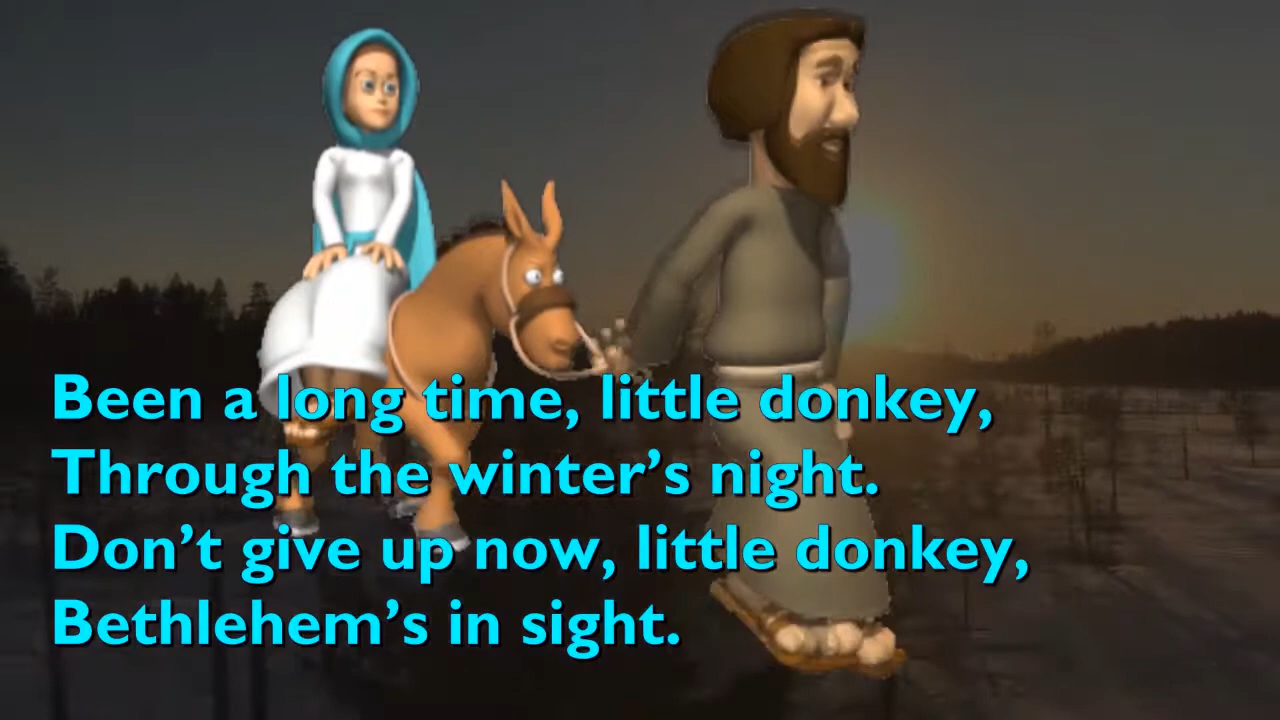 Been a long time, little donkey,
Through the winter’s night.
Don’t give up now, little donkey,
Bethlehem’s in sight.